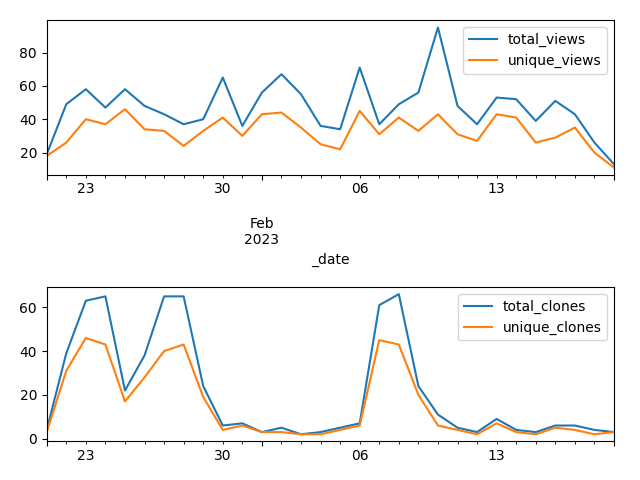 total_views
unique_views
80
60
40
20
23 30 06 13
Feb
2023
_date
total_clones
unique_clones
60
40
20
0
23 30 06 13